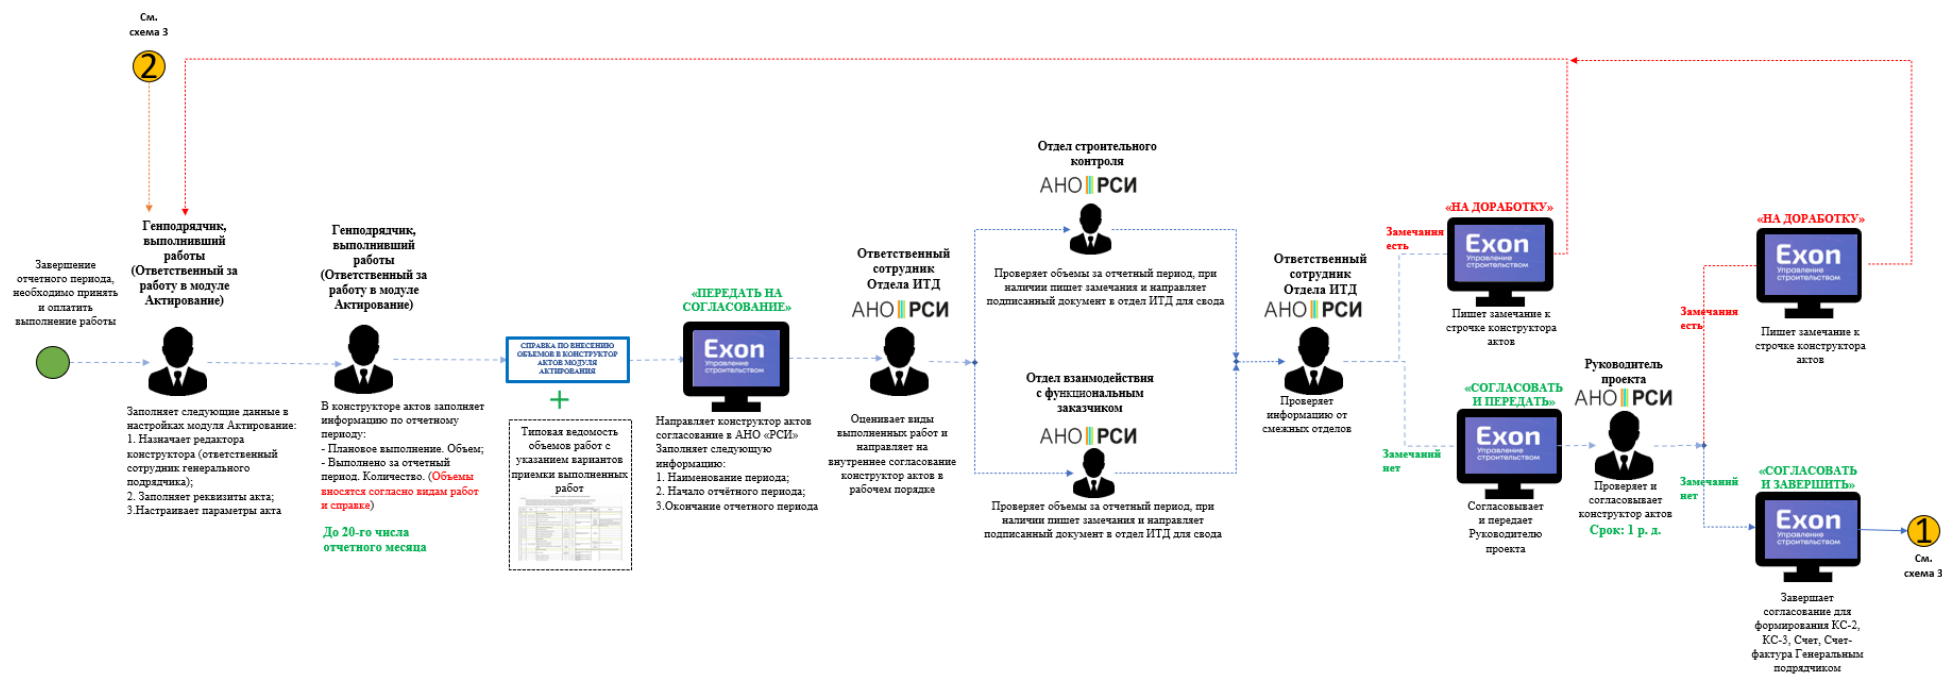 См.
схема 3
2
Завершение
отчетного периода,
необходимо принять
и оплатить
выполнение работы
Генподрядчик,
выполнивший
работы
(Ответственный за
работу в модуле
Актирование)
Заполняет следующие данные в
настройках модуля Актирование:
1. Назначает редактора
конструктора (ответственный
сотрудник генерального
подрядчика);
2. Заполняет реквизиты акта;
3.Настраивает параметры акта
Генподрядчик,
выполнивший
работы
(Ответственный за
работу в модуле
Актирование)
В конструкторе актов заполняет
информацию по отчетному
периоду:
- Плановое выполнение. Объем;
- Выполнено за отчетный
период. Количество. (Объемы
вносятся согласно видам работ
и справке)
До 20-го числа
отчетного месяца
СПРАВКА ПО ВНЕСЕНИЮ
ОБЪЕМОВ В КОНСТРУКТОР
АКТОВ МОДУЛЯ
АКТИРОВАНИЯ
+
Типовая ведомость
объемов работ с
указанием вариантов
приемки выполненных
работ
«ПЕРЕДАТЬ НА
СОГЛАСОВАНИЕ»
Exon
Управление
строительством
Направляет конструктор актов
согласование в АНО «РСИ»
Заполняет следующую
информацию:
1. Наименование периода;
2. Начало отчётного периода;
3.Окончание отчетного периода
Ответственный
сотрудник
Отдела ИТД
АНО РСИ
Оценивает виды
выполненных работ и
направляет на
внутреннее согласование
конструктор актов в
рабочем порядке
Отдел строительного
контроля
АНО РСИ
Проверяет объемы за отчетный период, при
наличии пишет замечания и направляет
подписанный документ в отдел ИТД для свода
Отдел взаимодействия
с функциональным
заказчиком
АНО РСИ
Проверяет объемы за отчетный период, при
наличии пишет замечания и направляет
подписанный документ в отдел ИТД для свода
Ответственный
сотрудник
Отдела ИТД
АНО РСИ
Проверяет
информацию от
смежных отделов
Замечания
есть
«НА ДОРАБОТКУ»
Exon
Управление
строительством
Пишет замечание к
строчке конструктора
актов
Замечаний
нет
«СОГЛАСОВАТЬ
И ПЕРЕДАТЬ»
Exon
Управление
строительством
Согласовывает
и передает
Руководителю
проекта
Руководитель
проекта
АНО РСИ
Проверяет и
согласовывает
конструктор актов
Срок: 1 р. д.
Замечания
есть
«НА ДОРАБОТКУ»
Exon
Управление
строительством
Пишет замечание к
строчке конструктора
актов
Замечаний
нет
«СОГЛАСОВАТЬ
И ЗАВЕРШИТЬ»
Exon
Управление
строительством
Завершает
согласование для
формирования КС-2,
КС-3, Счет, Счет-
фактура Генеральным
подрядчиком
1
См.
схема 3